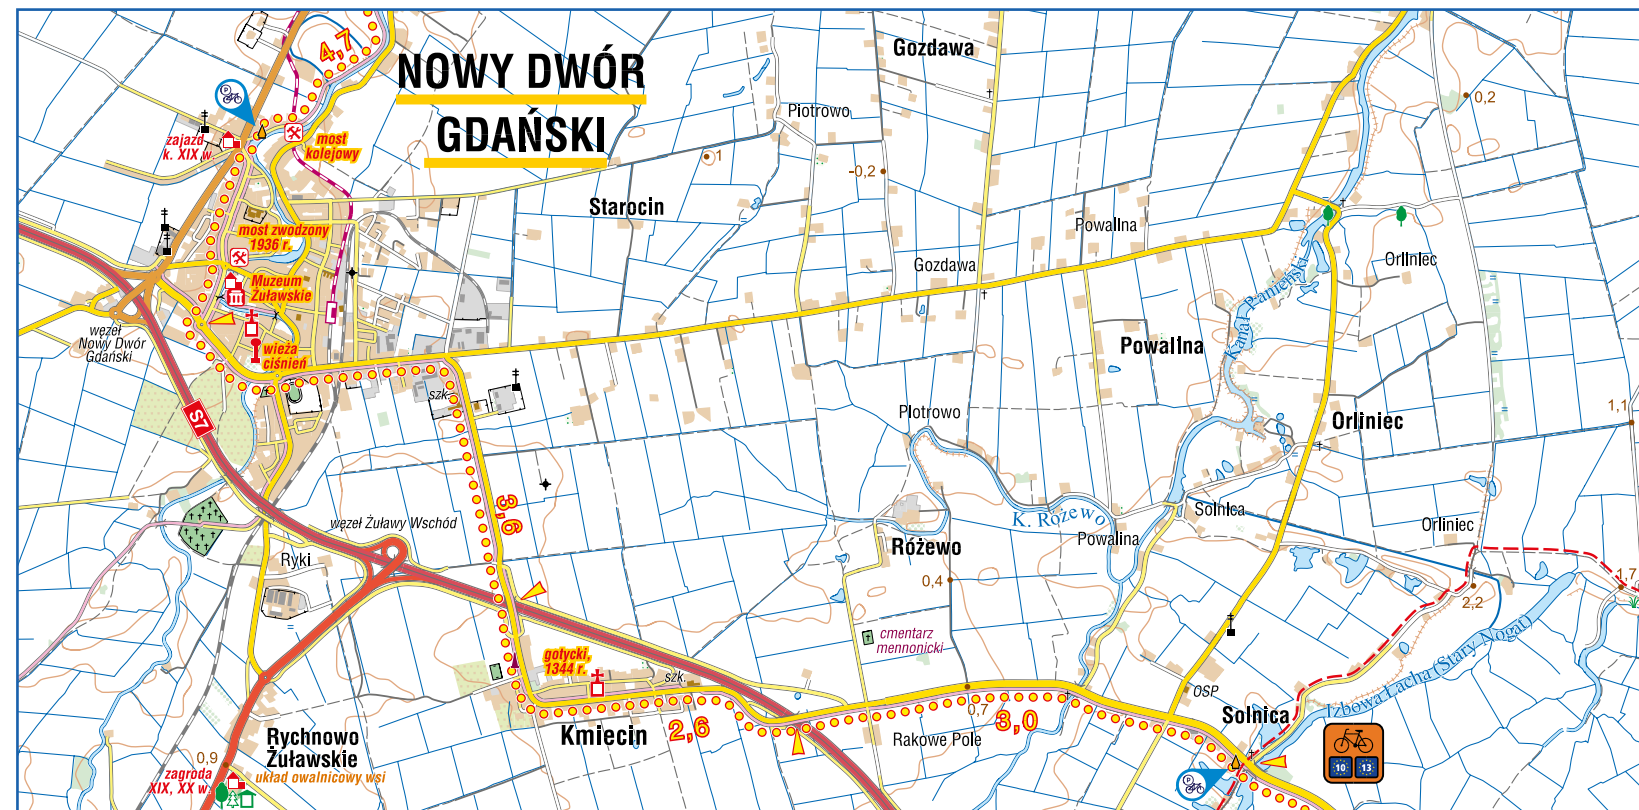 4,7
NOWY DWÓR
GDAŃSKI
Gozdawa
P
zajazd
k. XIX w.
most
kolejowy
Piotrowo
1
-0,2
0,2
Starocin
most zwodzony
1936 r.
Powalina
Gozdawa
Orliniec
Muzeum
Żuławskie
Kanał Panieński
węzeł
Nowy Dwór
Gdański
wieża
ciśnień
Powalina
szk.
S7
Piotrowo
Orliniec
1,1
3,6
K. Różewo
Solnica
węzeł Żuławy Wschód
Powalina
Orliniec
Ryki
Różewo
0,4
1,7
2,2
cmentarz
mennonicki
gotycki,
1344 r.
szk.
Izbowa Łacha (Stary Nogat)
OSP
0,7
Solnica
Kmiecin
2,6
3,0
Rakowe Pole
Rychnowo
Żuławskie
0,9
układ owalnicowy wsi
zagroda
XIX, XX w.
10
13
P